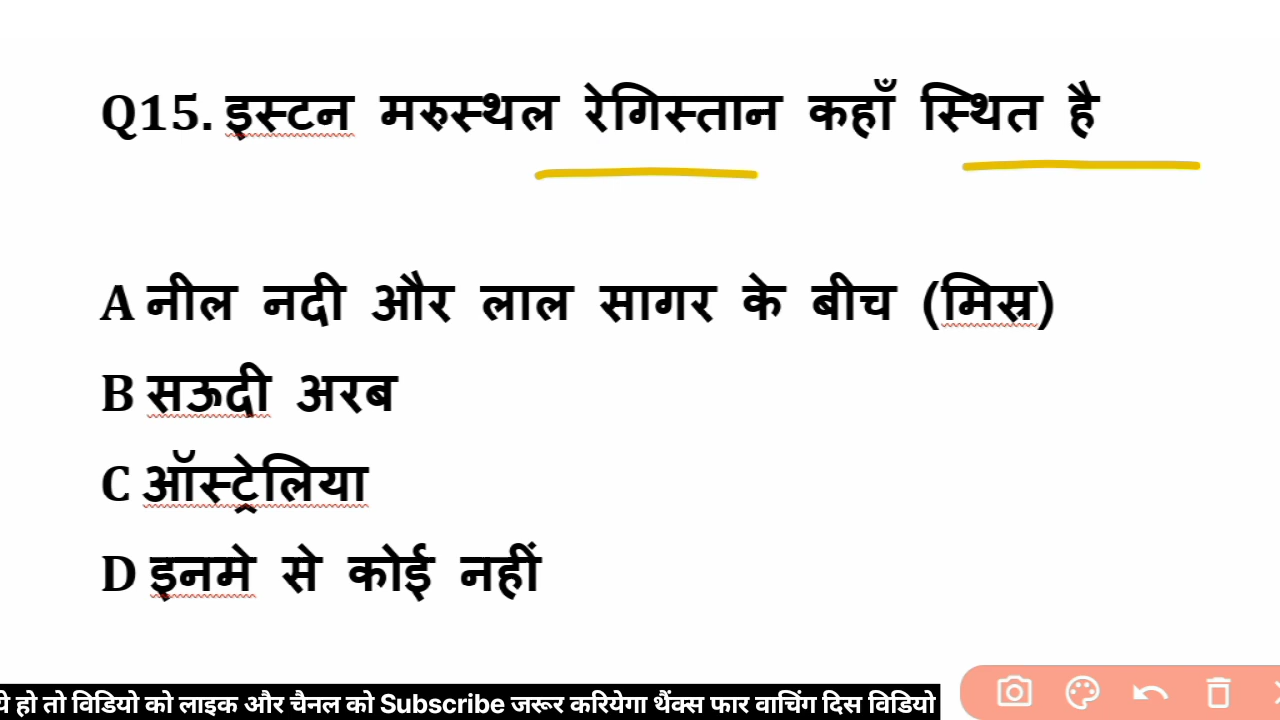 Q15. इस्टन मरुस्थल रेगिस्तान कहाँ स्थित है
A नील नदी और लाल सागर के बीच (मिस्र)
B सऊदी अरब
C ऑस्ट्रेलिया
D इनमे से कोई नहीं
हो तो विडियो को लाइक और चैनल को Subscribe जरूर करियेगा थैंक्स फार वाचिंग दिस विडियो